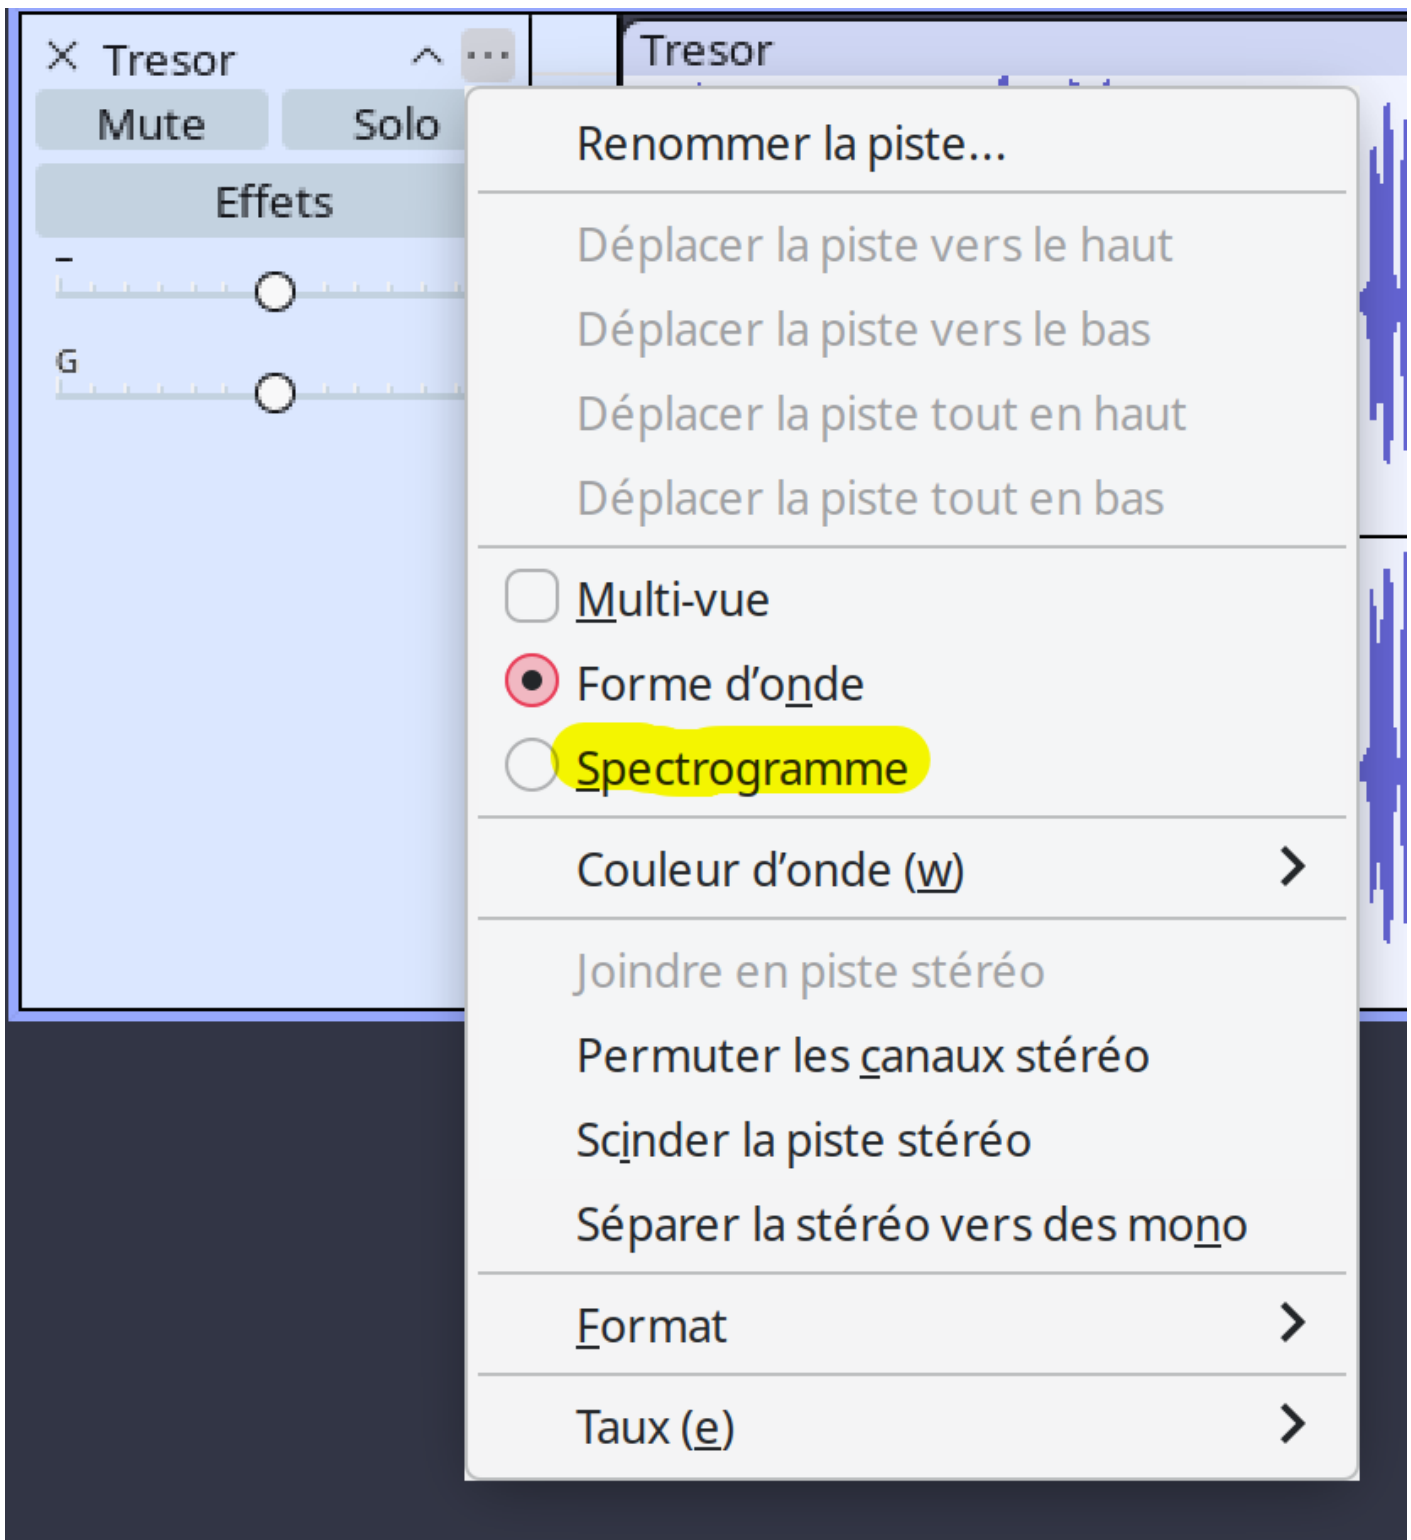 Tresor
...
Tresor
Mute
Solo
Effets
-
G
Renommer la piste...
Déplacer la piste vers le haut
Déplacer la piste vers le bas
Déplacer la piste tout en haut
Déplacer la piste tout en bas
Multi-vue
Forme d’onde
Spectrogramme
Couleur d’onde (w)
Joindre en piste stéréo
Permuter les canaux stéréo
Scinder la piste stéréo
Séparer la stéréo vers des mono
Format
Taux (e)